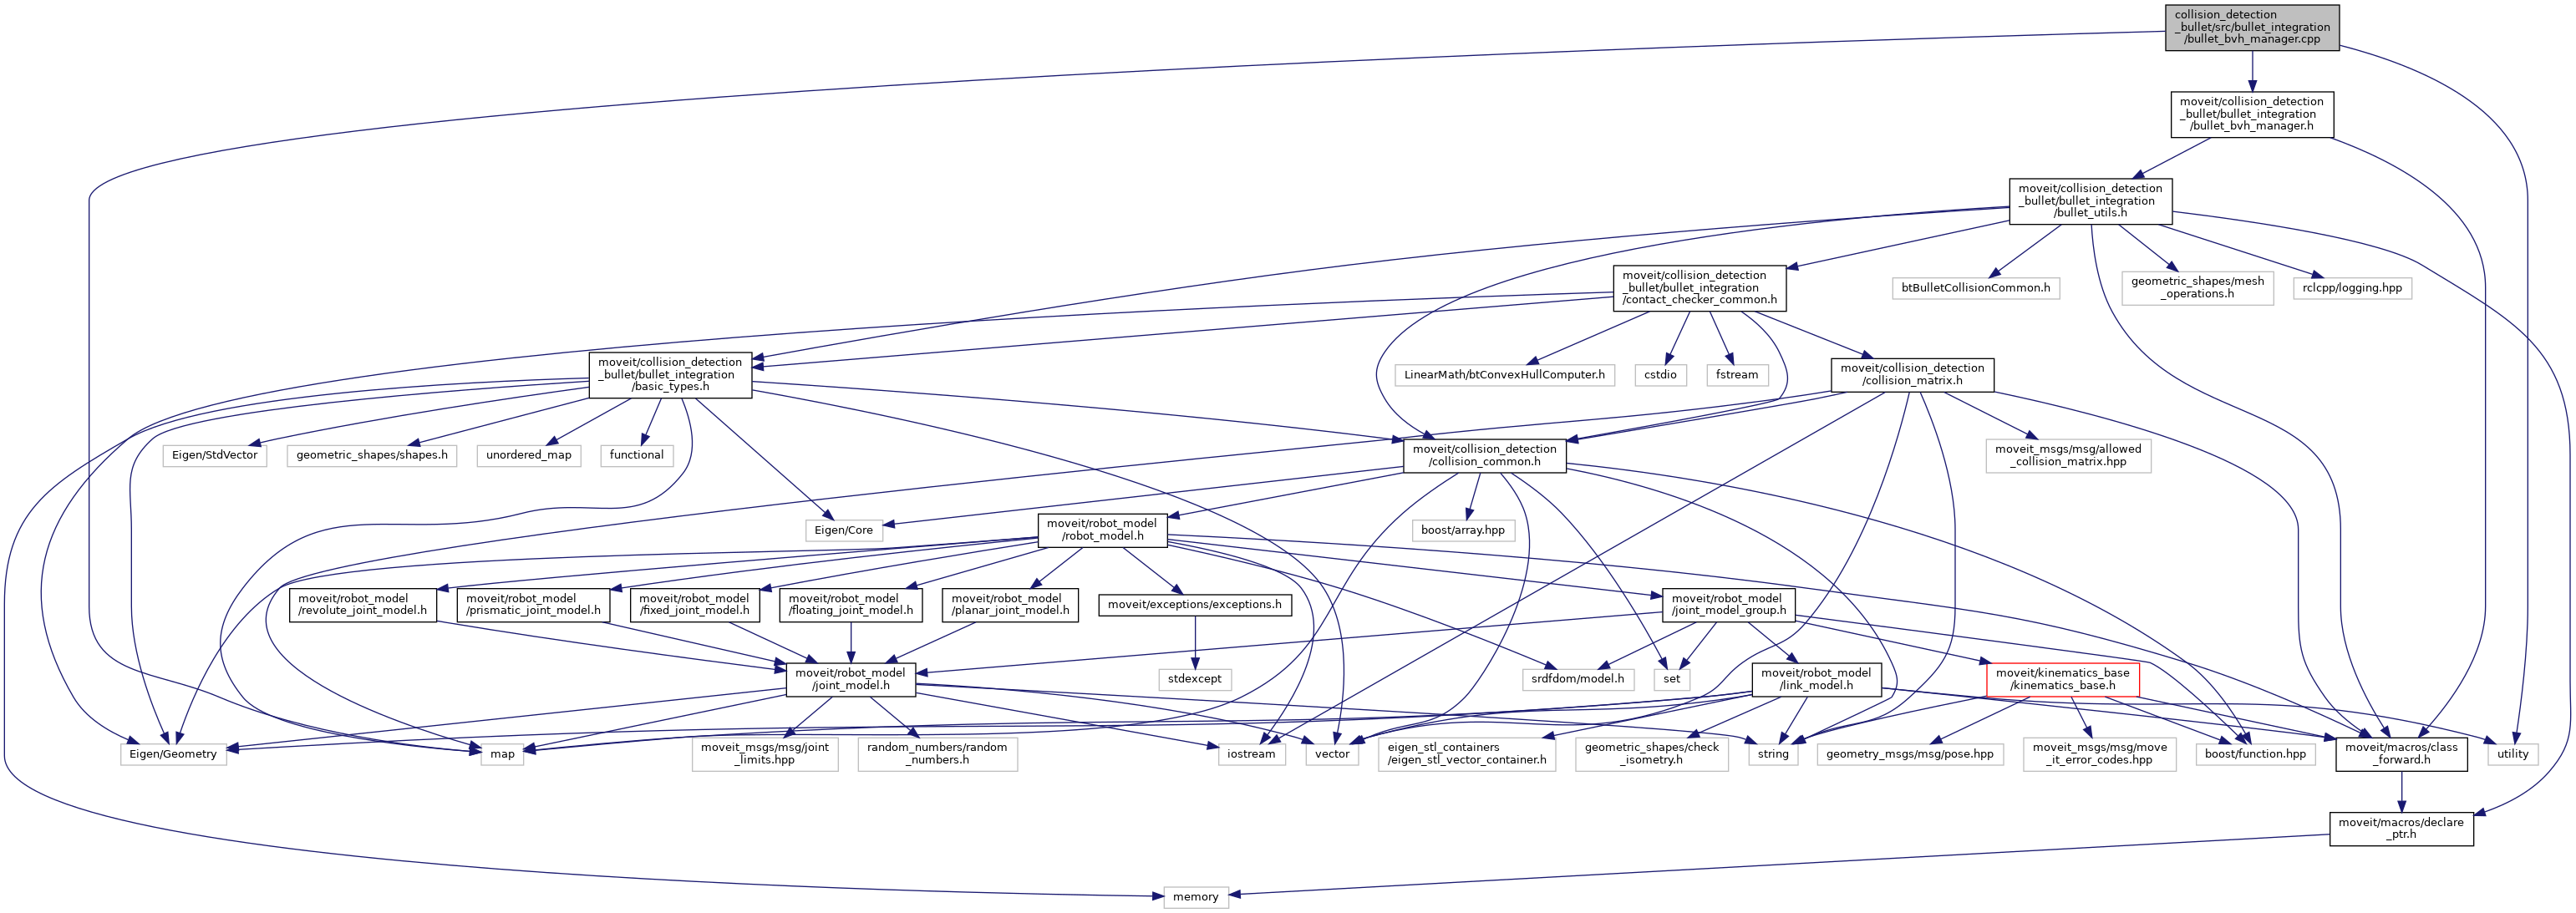 collision_detection
_bullet/src/bullet_integration
/bullet_bvh_manager.cpp
moveit/collision_detection
_bullet/bullet_integration
/bullet_bvh_manager.h
moveit/collision_detection
_bullet/bullet_integration
/bullet_utils.h
moveit/collision_detection
_bullet/bullet_integration
/contact_checker_common.h
btBulletCollisionCommon.h
geometric_shapes/mesh
_operations.h
rclcpp/logging.hpp
moveit/collision_detection
_bullet/bullet_integration
/basic_types.h
LinearMath/btConvexHullComputer.h
cstdio
fstream
moveit/collision_detection
/collision_matrix.h
Eigen/StdVector
geometric_shapes/shapes.h
unordered_map
functional
moveit/collision_detection
/collision_common.h
moveit_msgs/msg/allowed
_collision_matrix.hpp
Eigen/Core
moveit/robot_model
/robot_model.h
boost/array.hpp
moveit/robot_model
/revolute_joint_model.h
moveit/robot_model
/prismatic_joint_model.h
moveit/robot_model
/fixed_joint_model.h
moveit/robot_model
/floating_joint_model.h
moveit/robot_model
/planar_joint_model.h
moveit/exceptions/exceptions.h
moveit/robot_model
/joint_model_group.h
moveit/robot_model
/joint_model.h
stdexcept
srdfdom/model.h
set
moveit/robot_model
/link_model.h
moveit/kinematics_base
/kinematics_base.h
Eigen/Geometry
map
moveit_msgs/msg/joint
_limits.hpp
random_numbers/random
_numbers.h
iostream
vector
eigen_stl_containers
/eigen_stl_vector_container.h
geometric_shapes/check
_isometry.h
string
geometry_msgs/msg/pose.hpp
moveit_msgs/msg/move
_it_error_codes.hpp
boost/function.hpp
moveit/macros/class
_forward.h
utility
moveit/macros/declare
_ptr.h
memory